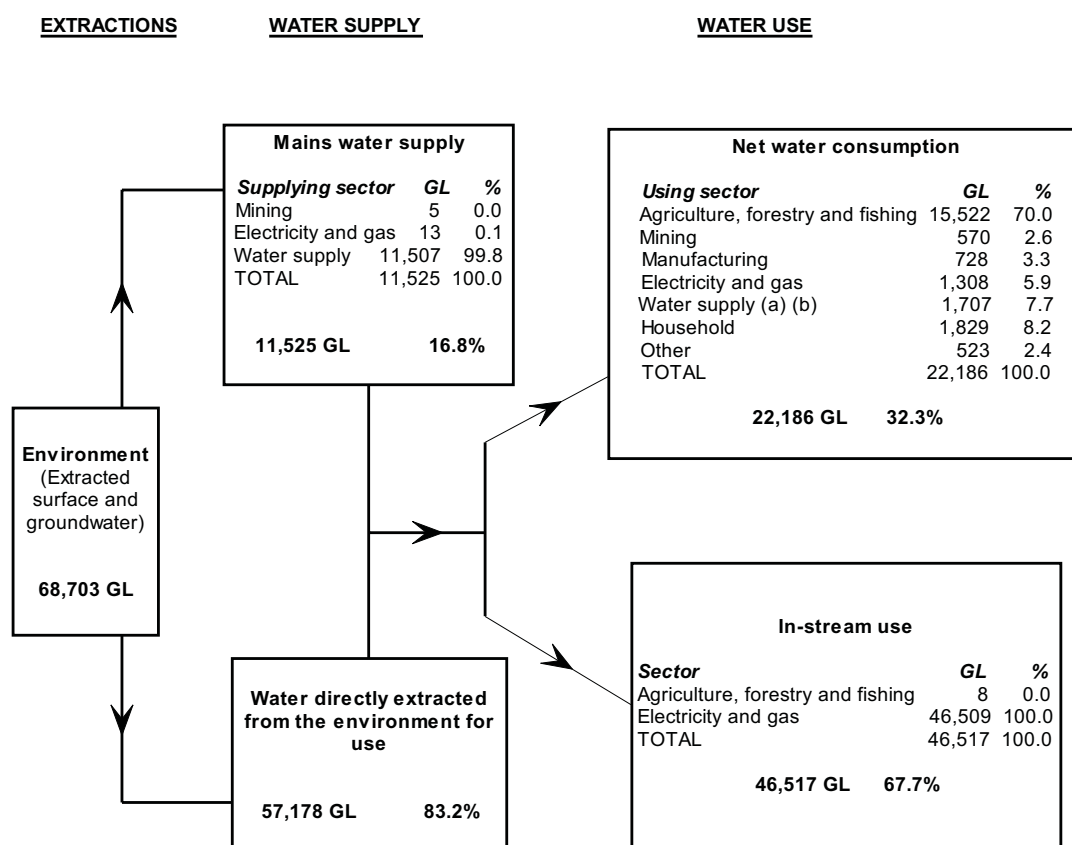 EXTRACTIONS WATER SUPPLY WATER USE
Mains water supply
Supplying sector GL %
Mining 5 0.0
Electricity and gas 13 0.1
Water supply 11,507 99.8
TOTAL 11,525 100.0
11,525 GL 16.8%
Net water consumption
Using sector GL %
Agriculture, forestry and fishing 15,522 70.0
Mining 570 2.6
Manufacturing 728 3.3
Electricity and gas 1,308 5.9
Water supply (a) (b) 1,707 7.7
Household 1,829 8.2
Other 523 2.4
TOTAL 22,186 100.0
22,186 GL 32.3%
Environment
(Extracted
surface and
groundwater)
68,703 GL
Water directly extracted
from the environment for
use
57,178 GL 83.2%
In-stream use
Sector GL %
Agriculture, forestry and fishing 8 0.0
Electricity and gas 46,509 100.0
TOTAL 46,517 100.0
46,517 GL 67.7%